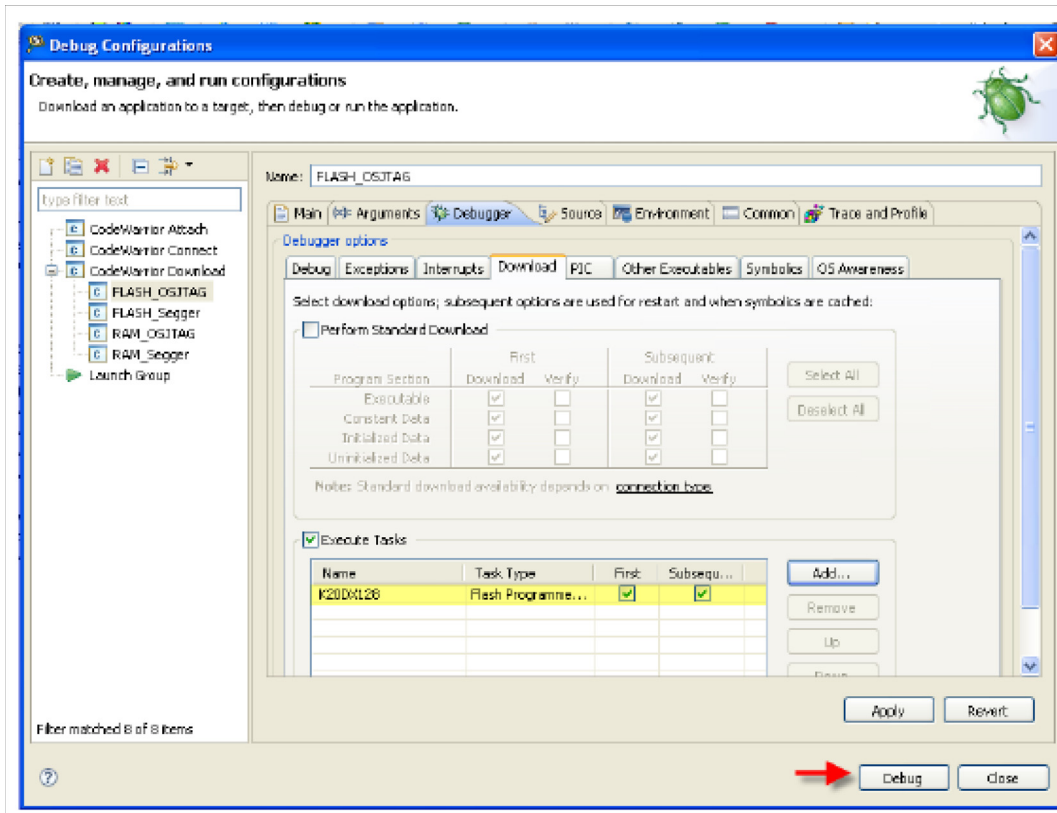 Debug Configurations
Create, manage, and run configurations
Download an application to a target, then debug or run the application.
type filter text
CodeWarrior Attach
CodeWarrior Connect
CodeWarrior Download
FLASH_OSJTAG
FLASH_Segger
RAM_OSJTAG
RAM_Segger
Launch Group
Filter matched 8 of 8 items
Name: FLASH_OSJTAG
Main Arguments Debugger Source Environment Common Trace and Profile
Debugger options
Debug Exceptions Interrupts Download PIC Other Executables Symbolics OS Awareness
Select download options; subsequent options are used for restart and when symbolics are cached:
Perform Standard Download
First Subsequent
Program Section Download Verify Download Verify
Executable
Constant Data
Initialized Data
Uninitialized Data
Select All
Deselect All
Note: Standard download availability depends on connection type.
Execute Tasks
Name Task Type First Subsequ...
K20DX128 Flash Programme...
Add...
Remove
Up
Down
Apply Revert
? Debug Close